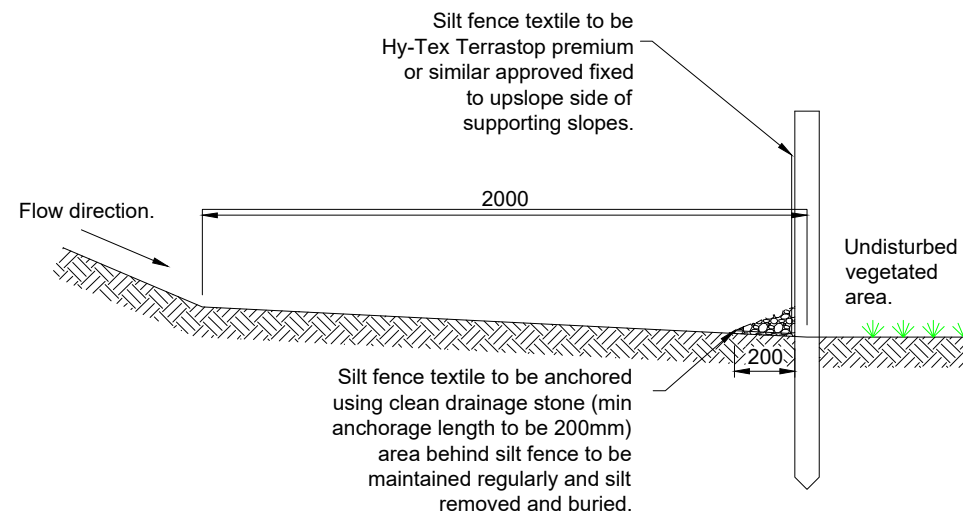 Silt fence textile to be
Hy-Tex Terrastop premium
or similar approved fixed
to upslope side of
supporting slopes.
2000
Flow direction.
Undisturbed
vegetated
area.
200
Silt fence textile to be anchored
using clean drainage stone (min
anchorage length to be 200mm)
area behind silt fence to be
maintained regularly and silt
removed and buried.